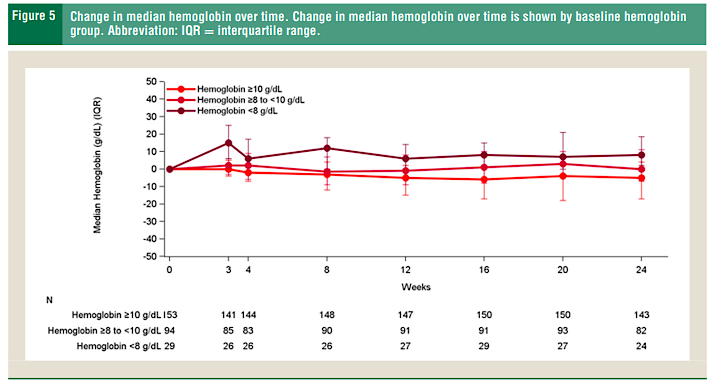 Figure 5
Change in median hemoglobin over time. Change in median hemoglobin over time is shown by baseline hemoglobin
group. Abbreviation: IQR = interquartile range.
Hemoglobin ≥10 g/dL
Hemoglobin ≥8 to <10 g/dL
Hemoglobin <8 g/dL
Median Hemoglobin (g/dL) (IQR)
50
40
30
20
10
0
-10
-20
-30
-40
-50
0 3 4 8 12 16 20 24
Weeks
N
Hemoglobin ≥10 g/dL 153 141 144 148 147 150 150 143
Hemoglobin ≥8 to <10 g/dL 94 85 83 90 91 91 93 82
Hemoglobin <8 g/dL 29 26 26 26 27 29 27 24